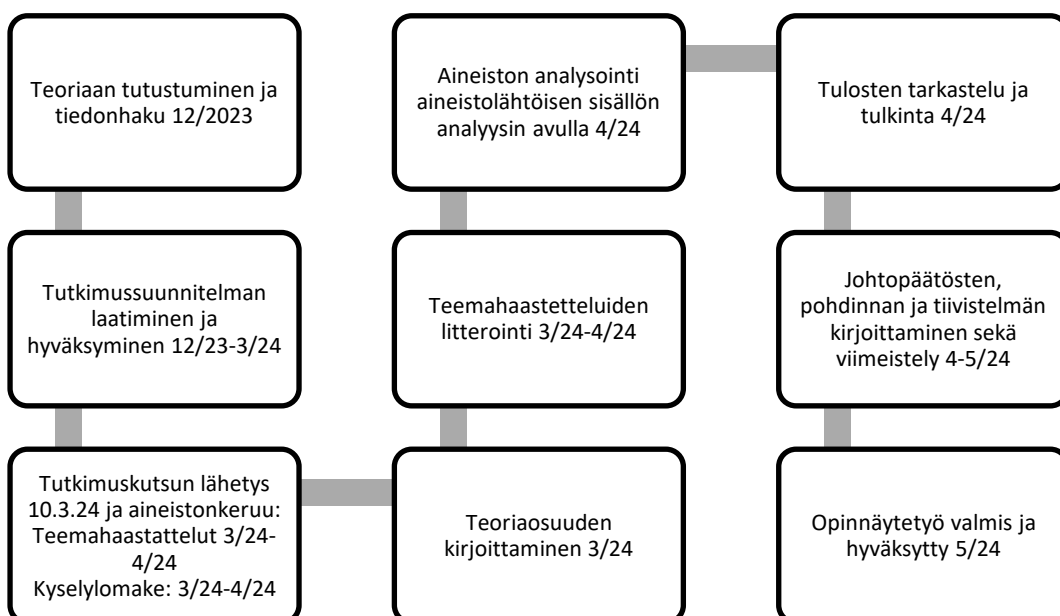 Teoriaan tutustuminen ja
tiedonhaku 12/2023
Tutkimussuunnitelman
laatiminen ja
hyväksyminen 12/23-3/24
Tutkimuskutsun lähetys
10.3.24 ja aineistonkeruu:
Teemahaastattelut 3/24-
4/24
Kyselylomake: 3/24-4/24
Teoriaosuuden
kirjoittaminen 3/24
Teemahaastetteluiden
litterointi 3/24-4/24
Aineiston analysointi
aineistolähtöisen sisällön
analyysin avulla 4/24
Tulosten tarkastelu ja
tulkinta 4/24
Johtopäätösten,
pohdinnan ja tiivistelmän
kirjoittaminen sekä
viimeistely 4-5/24
Opinnäytetyö valmis ja
hyväksytty 5/24